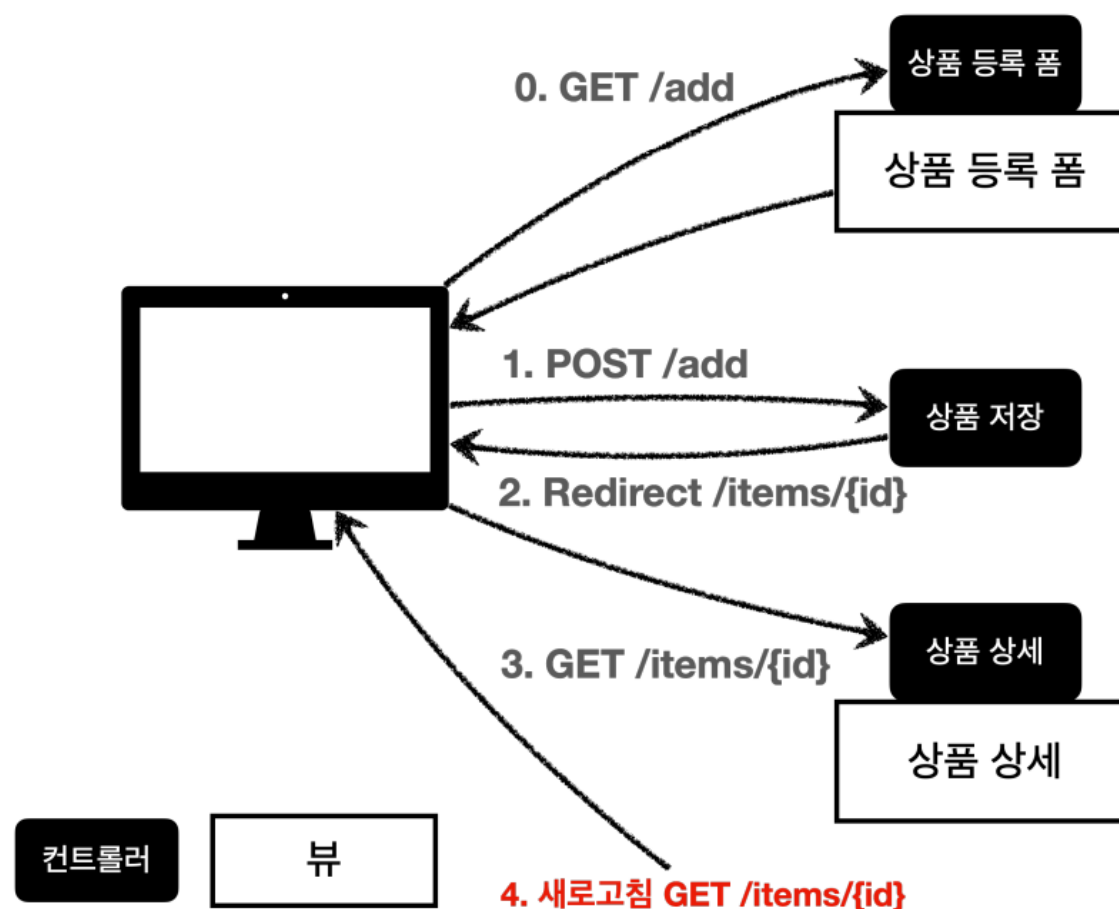 상품 등록 폼
0. GET /add
상품 등록 폼
1. POST /add
상품 저장
2. Redirect /items/{id}
상품 상세
3. GET /items/{id}
상품 상세
컨트롤러
뷰
4. 새로고침 GET /items/{id}